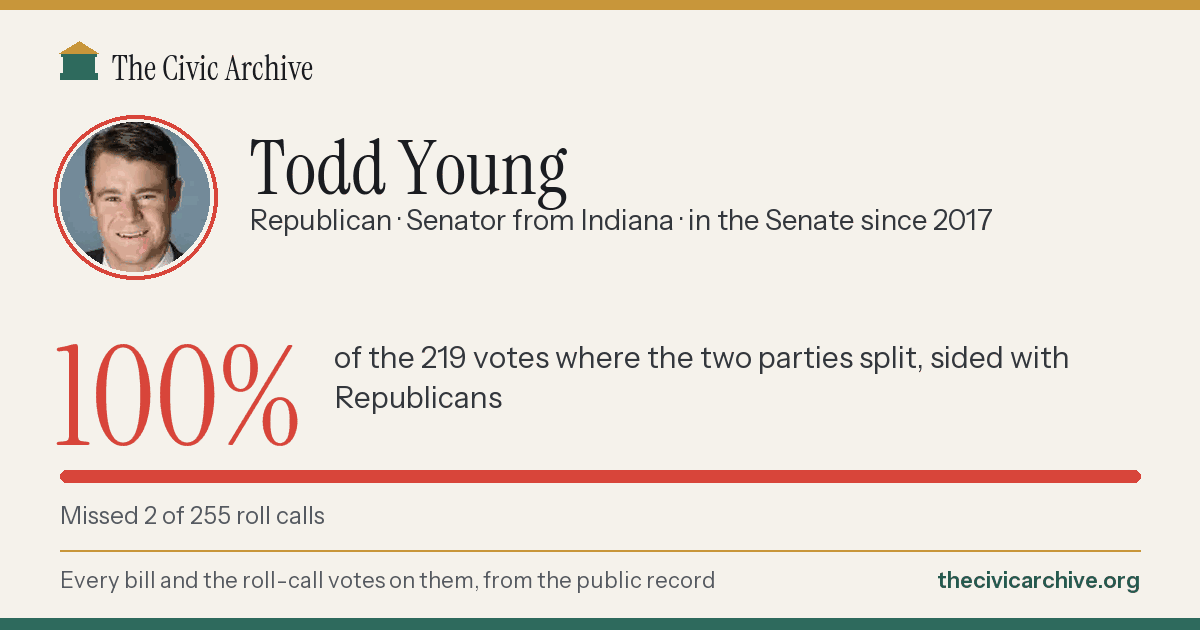 The Civic Archive
Todd Young
Republican · Senator from Indiana · in the Senate since 2017
100%
of the 219 votes where the two parties split, sided with
Republicans
Missed 2 of 255 roll calls
Every bill and the roll-call votes on them, from the public record
thecivicarchive.org